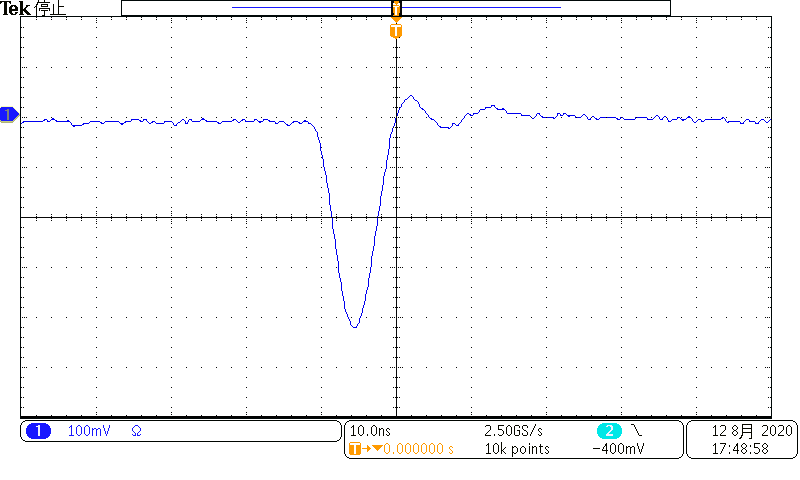 Tek 停止
T
T
1
1 100mV Ω
10.0ns 2.50GS/s 2 -400mV
T→▼0.000000 s 10k points
12 8月 2020
17:48:58